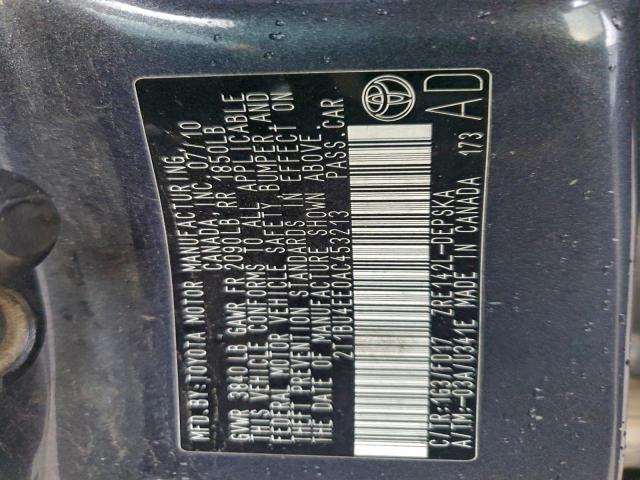 MFD.BY:TOYOTA MOTOR MANUFACTURING,
CANADA, INC. 07/10
GVWR 3840LB GAWR FR 2090LB RR 1850LB
THIS VEHICLE CONFORMS TO ALL APPLICABLE
FEDERAL MOTOR VEHICLE SAFETY, BUMPER, AND
THEFT PREVENTION STANDARDS IN EFFECT ON
THE DATE OF MANUFACTURE SHOWN ABOVE.
2T1BU4EE0AC453213 PASS.CAR
C/TR:1G3/FD17 ZRE142L-DEPSKA
A/TM:-03A/U341E MADE IN CANADA 173
AD